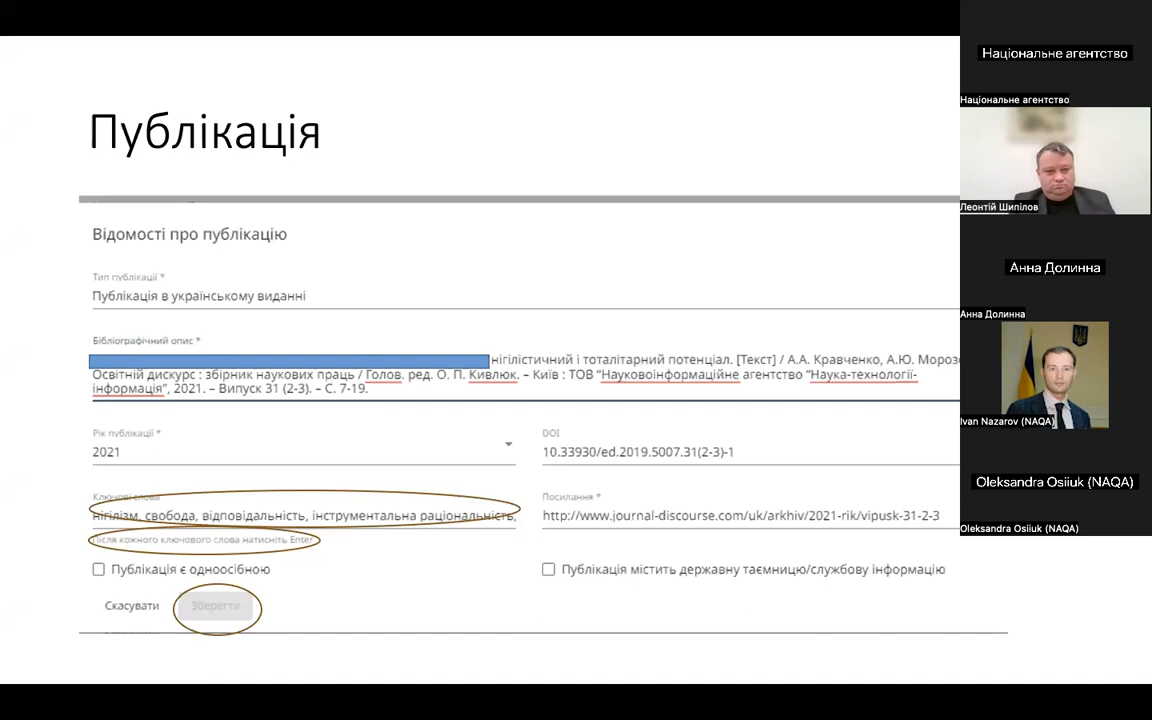 Публікація
Відомості про публікацію
Тип публікації *
Публікація в українському виданні
Бібліографічний опис *
нігілістичний і тоталітарний потенціал. [Текст] / А.А. Кравченко, А.Ю. Мороз
Освітній дискурс : збірник наукових праць / Голов. ред. О. П. Кивлюк. – Київ : ТОВ “Науковоінформаційне агентство “Наука-технології-
інформація”, 2021. – Випуск 31 (2-3). – С. 7-19.
Рік публікації *
2021
DOI
10.33930/ed.2019.5007.31(2-3)-1
Ключові слова
нігілізм, свобода, відповідальність, інструментальна раціональність,
Після кожного ключового слова натисніть Enter
Посилання *
http://www.journal-discourse.com/uk/arkhiv/2021-rik/vipusk-31-2-3
Публікація є одноосібною
Публікація містить державну таємницю/службову інформацію
Скасувати
Зберегти
Національне агентство
Національне агентство
Леонтій Шипілов
Анна Долинна
Анна Долинна
Ivan Nazarov (NAQA)
Oleksandra Osiiuk (NAQA)
Oleksandra Osiiuk (NAQA)